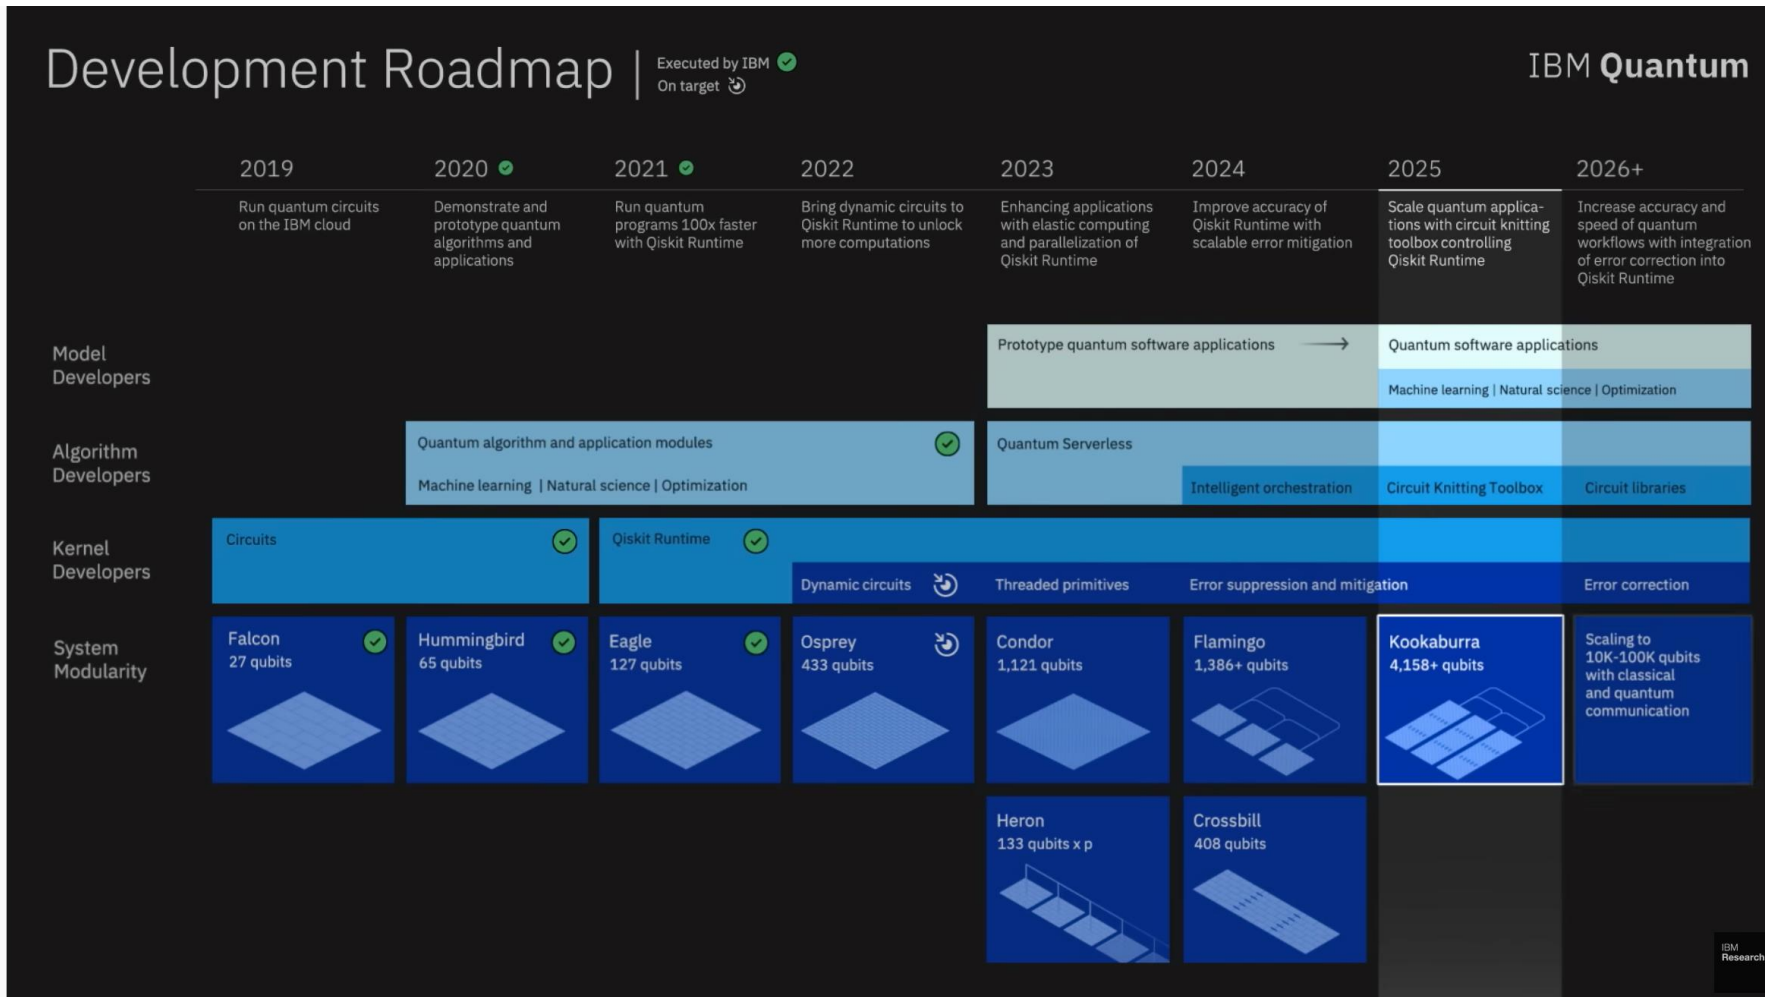 Development Roadmap
Executed by IBM
On target
IBM Quantum
2019
Run quantum circuits
on the IBM cloud
2020
Demonstrate and
prototype quantum
algorithms and
applications
2021
Run quantum
programs 100x faster
with Qiskit Runtime
2022
Bring dynamic circuits to
Qiskit Runtime to unlock
more computations
2023
Enhancing applications
with elastic computing
and parallelization of
Qiskit Runtime
2024
Improve accuracy of
Qiskit Runtime with
scalable error mitigation
2025
Scale quantum applica-
tions with circuit knitting
toolbox controlling
Qiskit Runtime
2026+
Increase accuracy and
speed of quantum
workflows with integration
of error correction into
Qiskit Runtime
Model
Developers
Prototype quantum software applications
Quantum software applications
Machine learning | Natural science | Optimization
Algorithm
Developers
Quantum algorithm and application modules
Machine learning | Natural science | Optimization
Quantum Serverless
Intelligent orchestration
Circuit Knitting Toolbox
Circuit libraries
Kernel
Developers
Circuits
Qiskit Runtime
Dynamic circuits
Threaded primitives
Error suppression and mitigation
Error correction
System
Modularity
Falcon
27 qubits
Hummingbird
65 qubits
Eagle
127 qubits
Osprey
433 qubits
Condor
1,121 qubits
Flamingo
1,386+ qubits
Kookaburra
4,158+ qubits
Scaling to
10K-100K qubits
with classical
and quantum
communication
Heron
133 qubits x p
Crossbill
408 qubits
IBM
Research